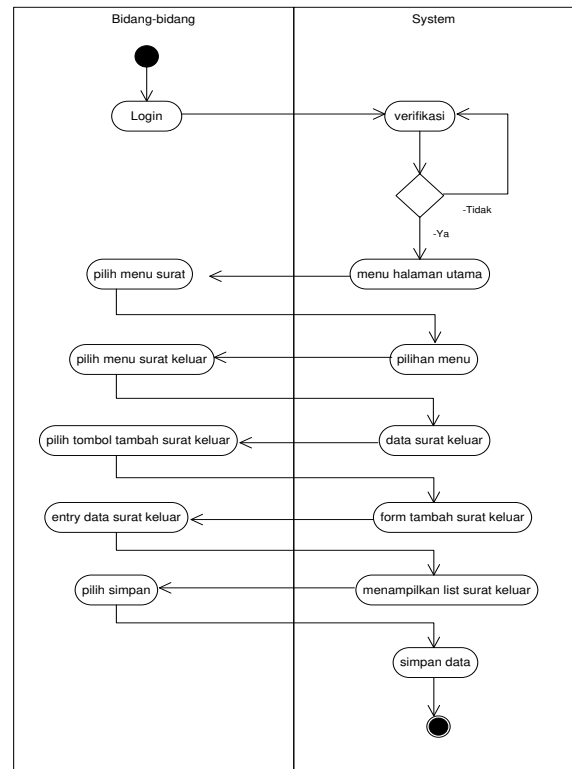 Bidang-bidang
System
Login
verifikasi
-Tidak
-Ya
pilih menu surat
menu halaman utama
pilih menu surat keluar
pilihan menu
pilih tombol tambah surat keluar
data surat keluar
entry data surat keluar
form tambah surat keluar
pilih simpan
menampilkan list surat keluar
simpan data